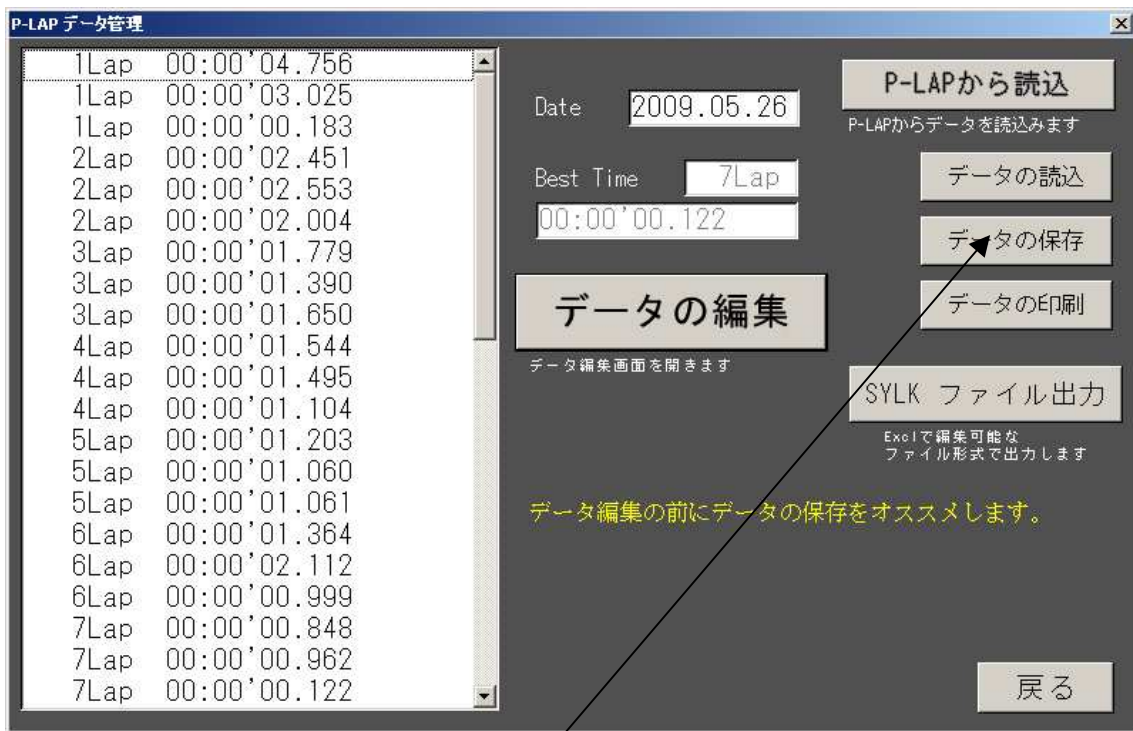 P-LAP データ管理
1Lap 00:00'04.756
1Lap 00:00'03.025
1Lap 00:00'00.183
2Lap 00:00'02.451
2Lap 00:00'02.553
2Lap 00:00'02.004
3Lap 00:00'01.779
3Lap 00:00'01.390
3Lap 00:00'01.650
4Lap 00:00'01.544
4Lap 00:00'01.495
4Lap 00:00'01.104
5Lap 00:00'01.203
5Lap 00:00'01.060
5Lap 00:00'01.061
6Lap 00:00'01.364
6Lap 00:00'02.112
6Lap 00:00'00.999
7Lap 00:00'00.848
7Lap 00:00'00.962
7Lap 00:00'00.122
Date 2009.05.26
Best Time 7Lap
00:00'00.122
データの編集
データ編集画面を開きます
P-LAPから読込
P-LAPからデータを読込みます
データの読込
データの保存
データの印刷
SYLK ファイル出力
Exclで編集可能な
ファイル形式で出力します
データ編集の前にデータの保存をオススメします。
戻る